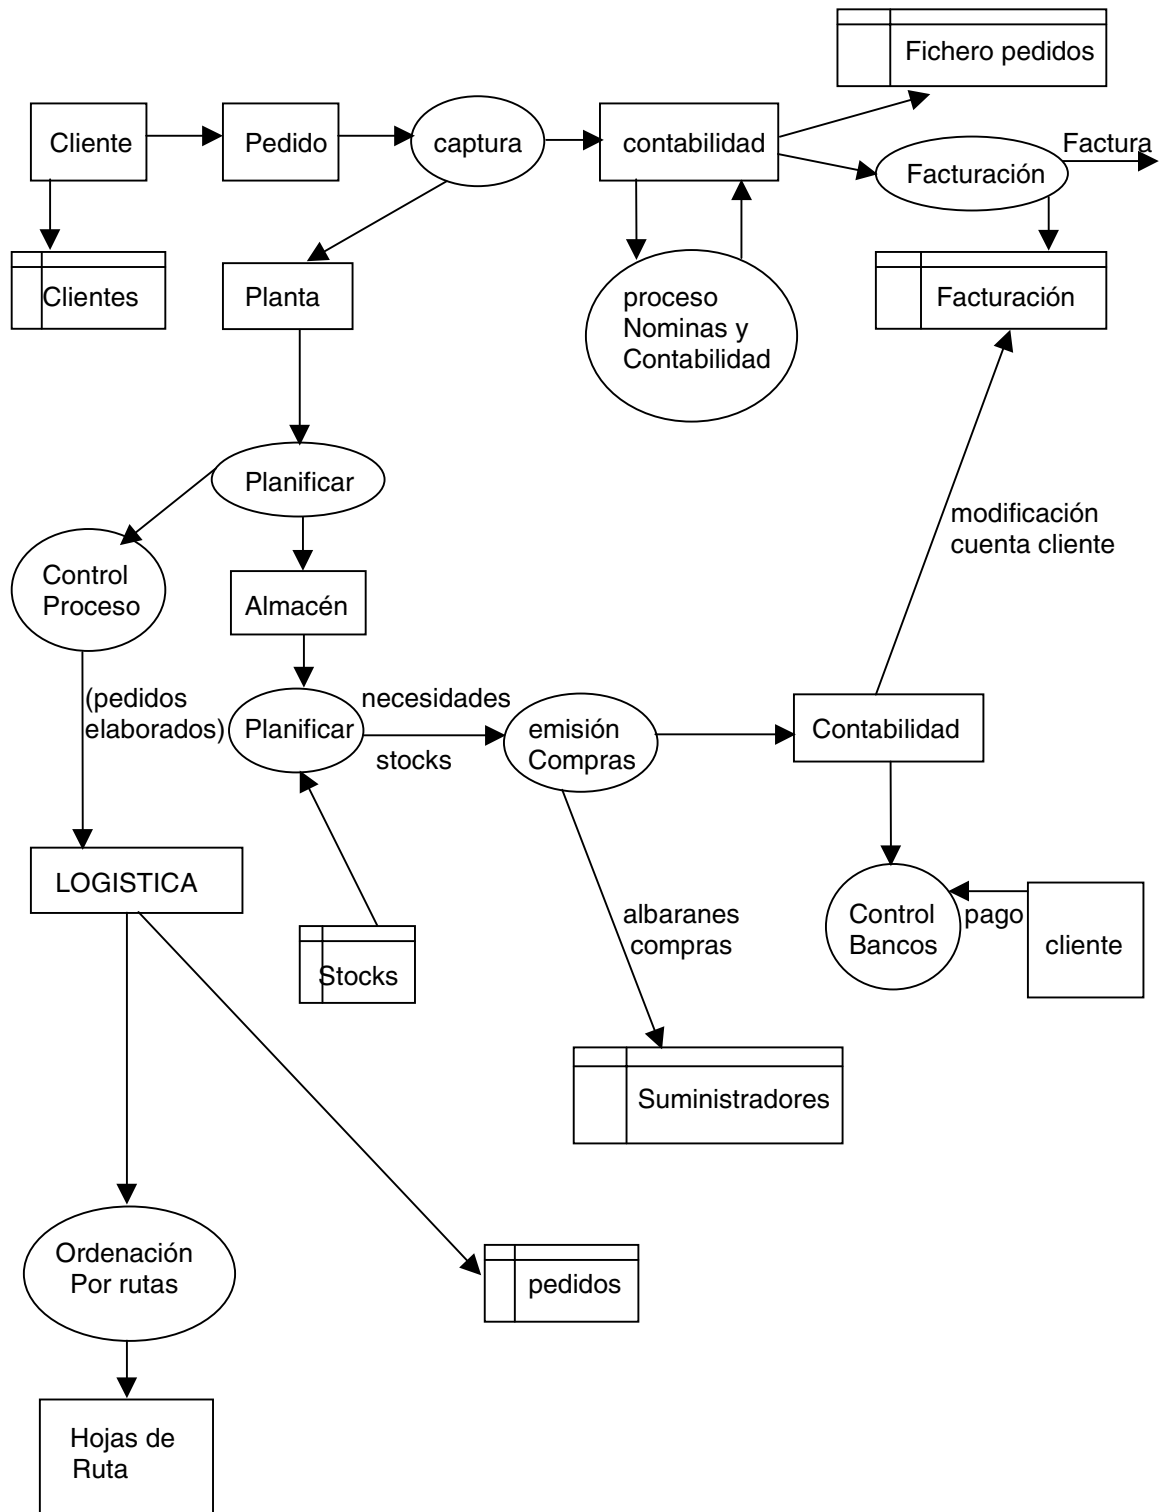 Fichero pedidos
Cliente
Pedido
captura
contabilidad
Factura
Facturación
Clientes
Planta
proceso
Nominas y
Contabilidad
Facturación
Planificar
modificación
cuenta cliente
Control
Proceso
Almacén
(pedidos
elaborados)
Planificar
necesidades
stocks
emisión
Compras
Contabilidad
LOGISTICA
albaranes
compras
Control
Bancos
pago
cliente
Stocks
Suministradores
Ordenación
Por rutas
pedidos
Hojas de
Ruta